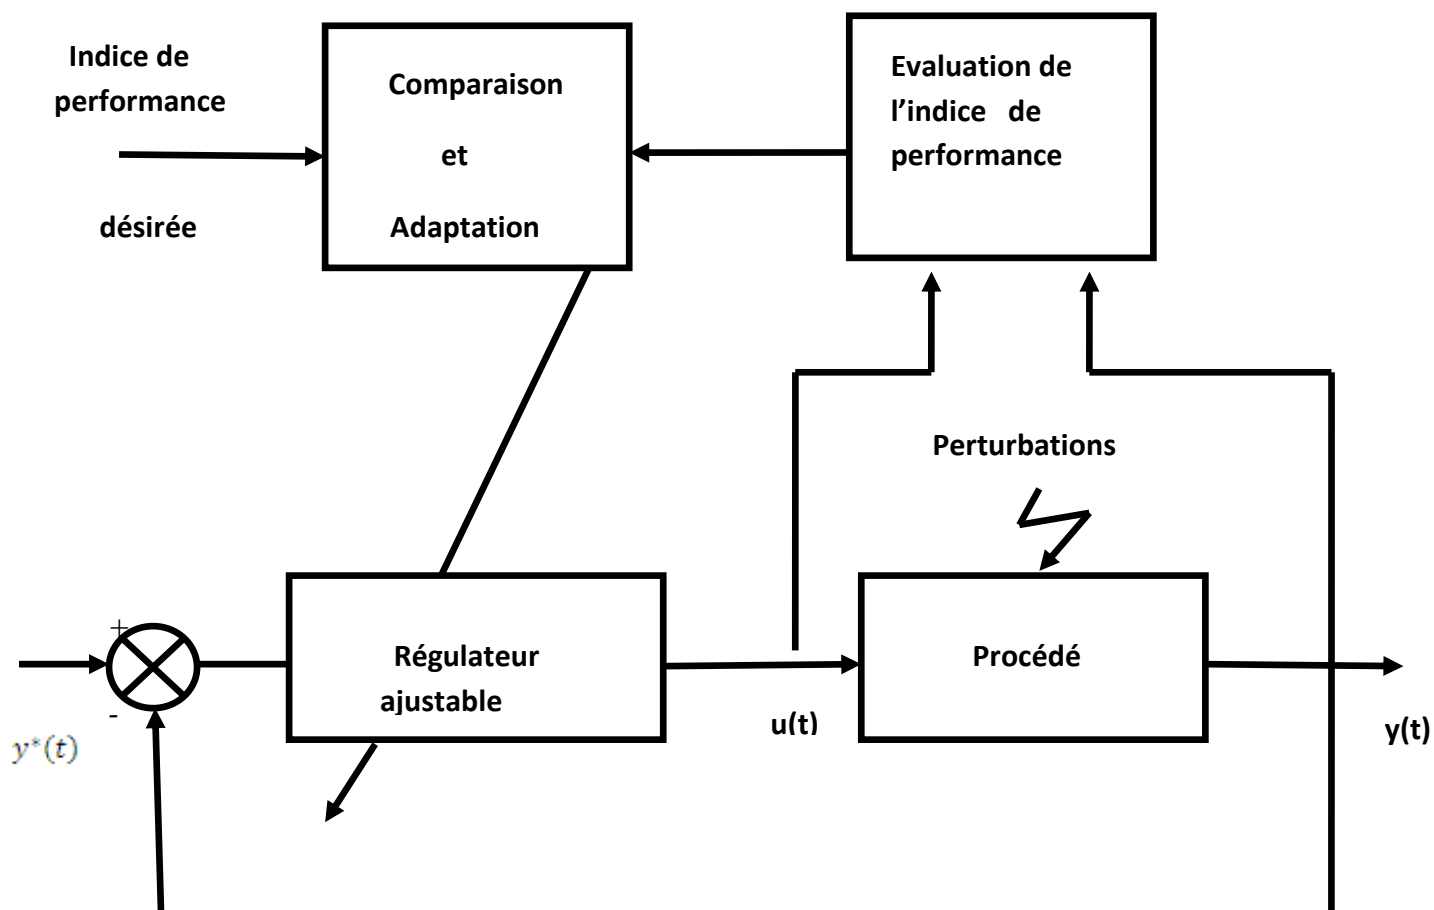 Indice de
performance
désirée
Comparaison
et
Adaptation
Evaluation de
l’indice de
performance
Perturbations
+
-
y*(t)
Régulateur
ajustable
u(t)
Procédé
y(t)